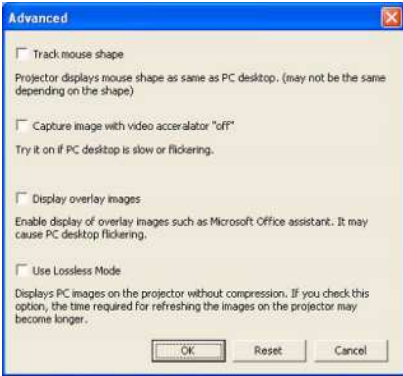 Advanced
Track mouse shape
Projector displays mouse shape as same as PC desktop. (may not be the same
depending on the shape)
Capture image with video accelarator "off"
Try it on if PC desktop is slow or flickering.
Display overlay images
Enable display of overlay images such as Microsoft Office assistant. It may
cause PC desktop flickering.
Use Lossless Mode
Displays PC images on the projector without compression. If you check this
option, the time required for refreshing the images on the projector may
become longer.
OK Reset Cancel